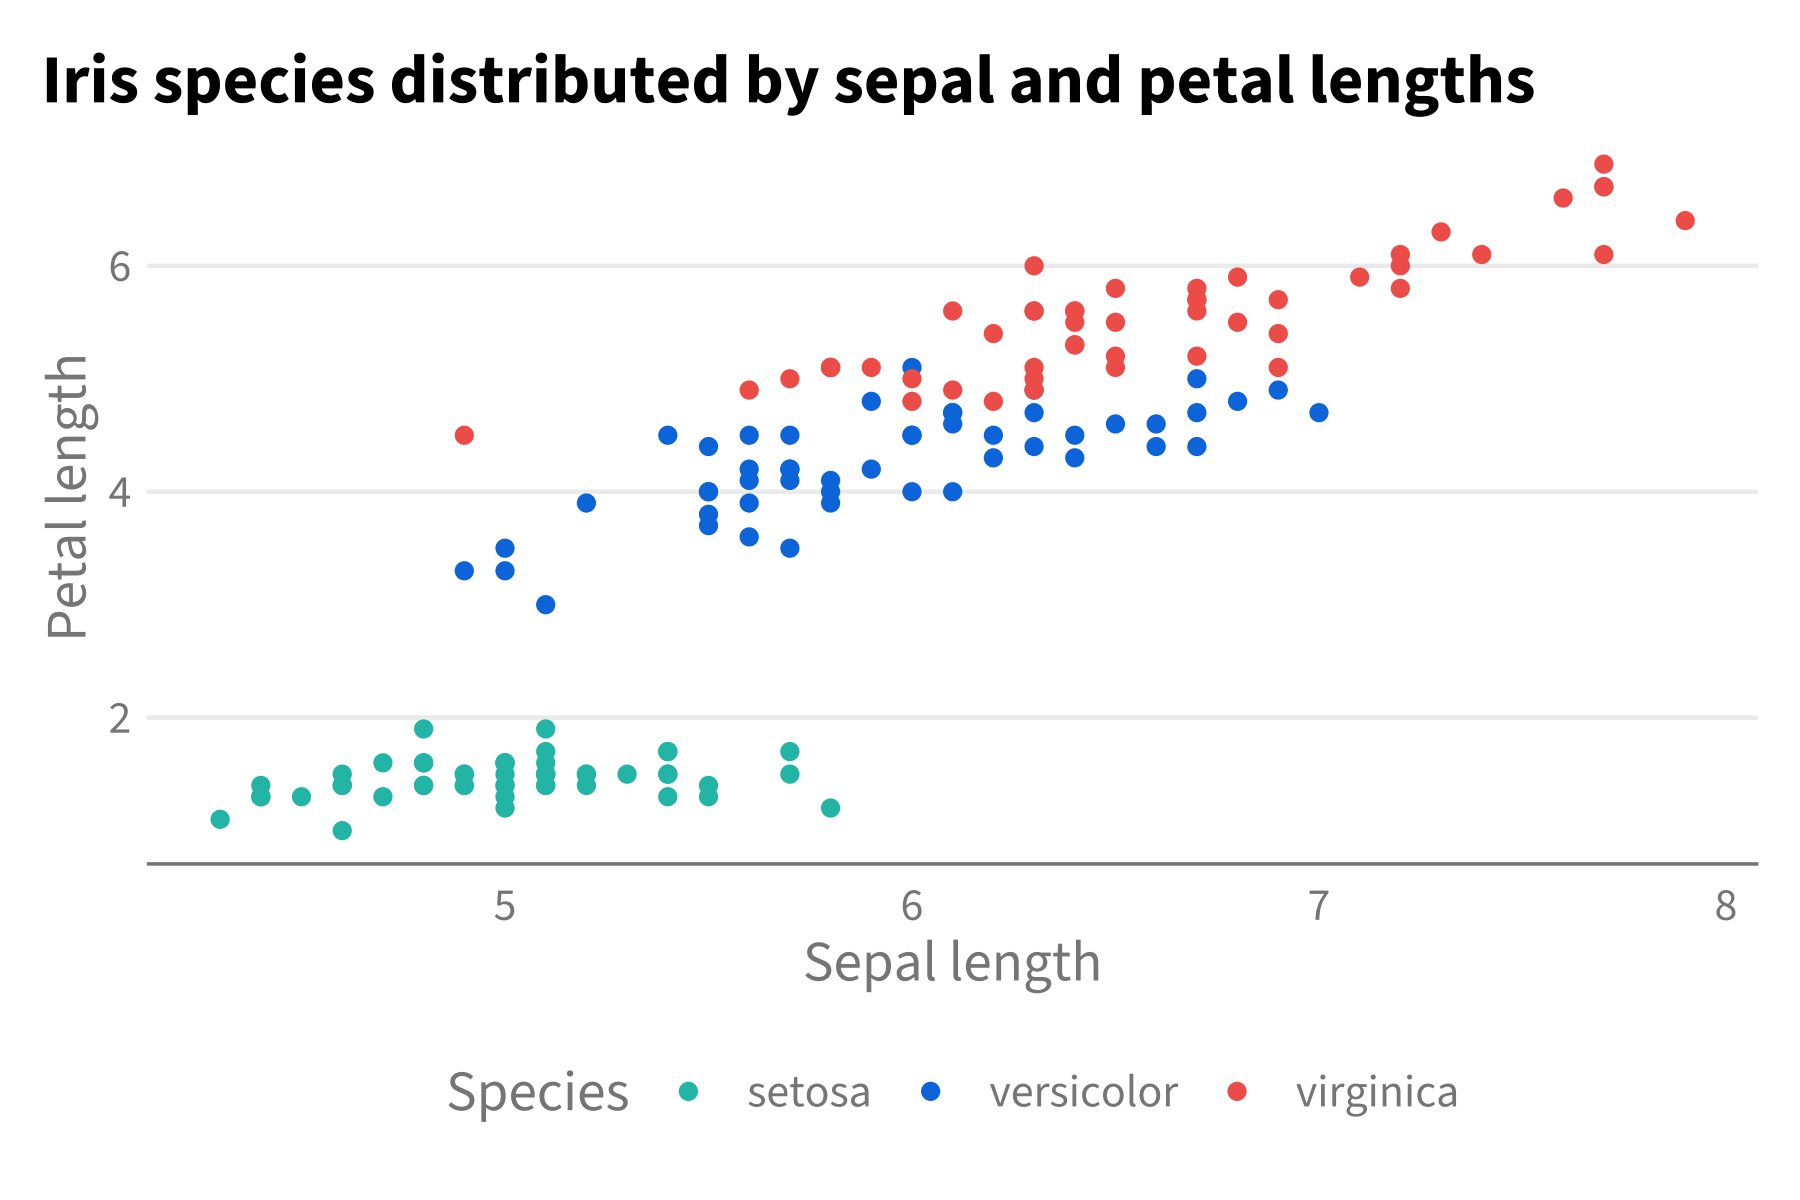 Iris species distributed by sepal and petal lengths
Petal length
6
4
2
5 6 7 8
Sepal length
Species setosa versicolor virginica